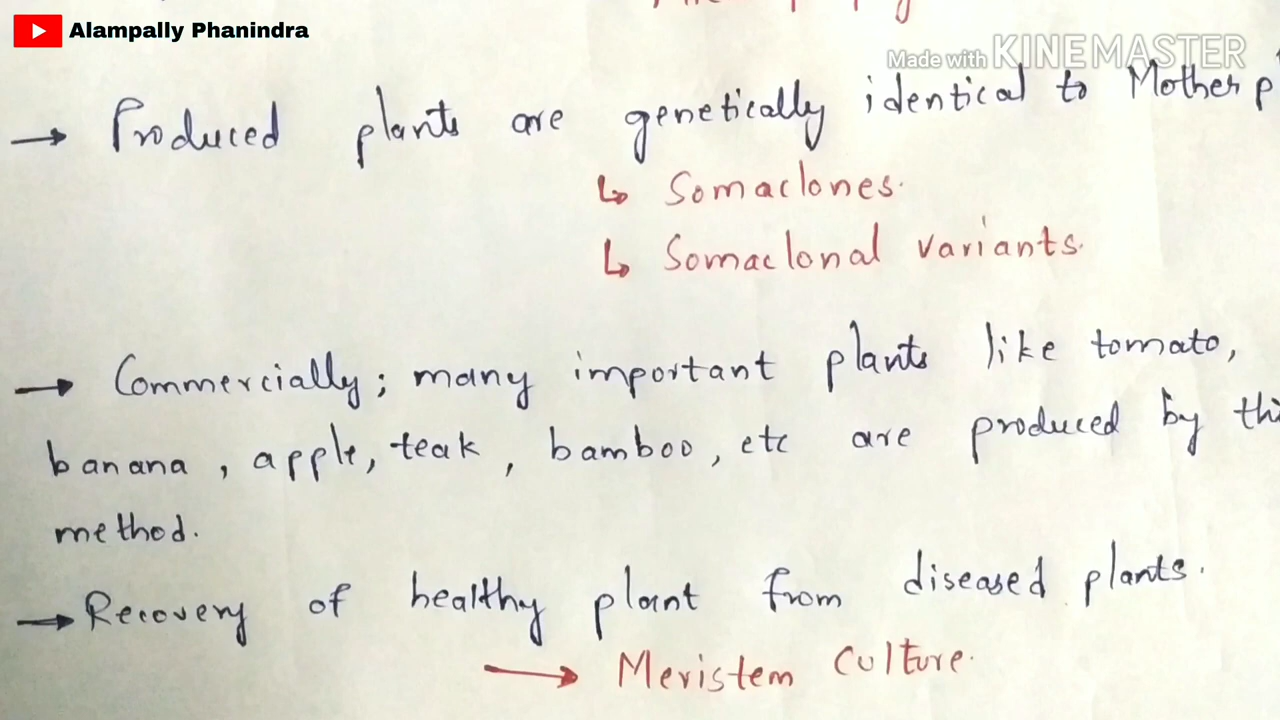 Alampally Phanindra
Made with KINEMASTER
→ Produced plants are genetically identical to Mother
↳ Somaclones.
↳ Somaclonal variants.
→ Commercially; many important plants like tomato,
banana, apple, teak, bamboo, etc are produced by
method.
→ Recovery of healthy plant from diseased plants.
→ Meristem Culture.